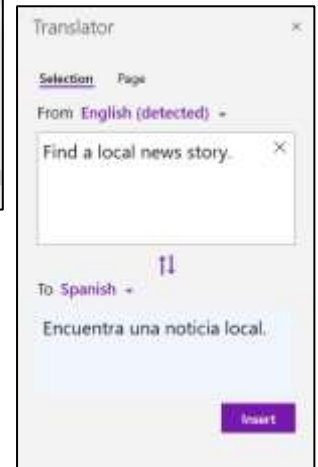 Translator ×
Selection Page
From English (detected)
Find a local news story. ×
To Spanish
Encuentra una noticia local.
Insert